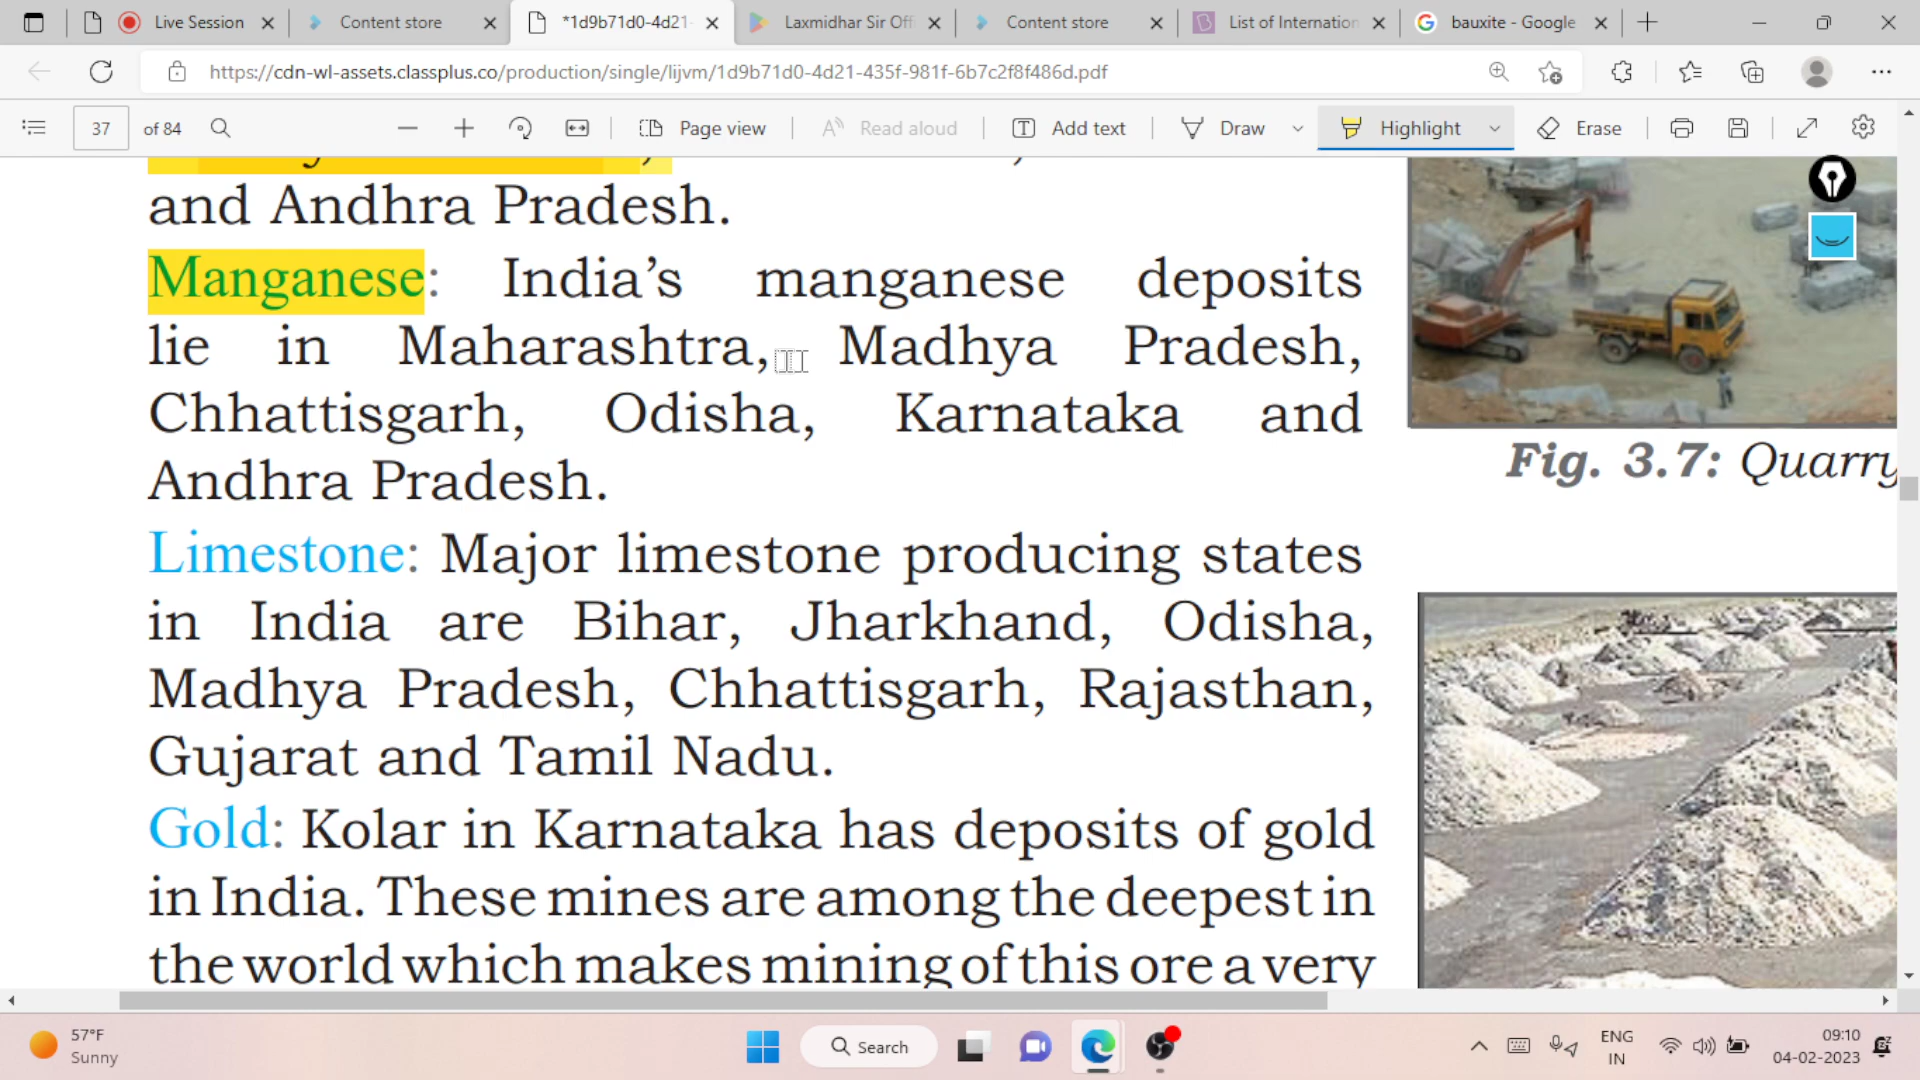 Live Session
Content store
*1d9b71d0-4d21-
Laxmidhar Sir Off
Content store
List of Internation
bauxite - Google
https://cdn-wl-assets.classplus.co/production/single/lijvm/1d9b71d0-4d21-435f-981f-6b7c2f8f486d.pdf
37 of 84
Page view
Read aloud
Add text
Draw
Highlight
Erase
and Andhra Pradesh.
Manganese: India’s manganese deposits
lie in Maharashtra, Madhya Pradesh,
Chhattisgarh, Odisha, Karnataka and
Andhra Pradesh.
Limestone: Major limestone producing states
in India are Bihar, Jharkhand, Odisha,
Madhya Pradesh, Chhattisgarh, Rajasthan,
Gujarat and Tamil Nadu.
Gold: Kolar in Karnataka has deposits of gold
in India. These mines are among the deepest in
the world which makes mining of this ore a very
Fig. 3.7: Quarry
57°F
Sunny
Search
ENG
IN
09:10
04-02-2023